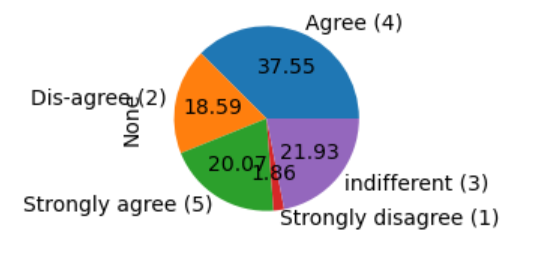 Agree (4)
37.55
Dis-agree (2)
18.59
None
20.07
1.86
21.93
indifferent (3)
Strongly agree (5)
Strongly disagree (1)